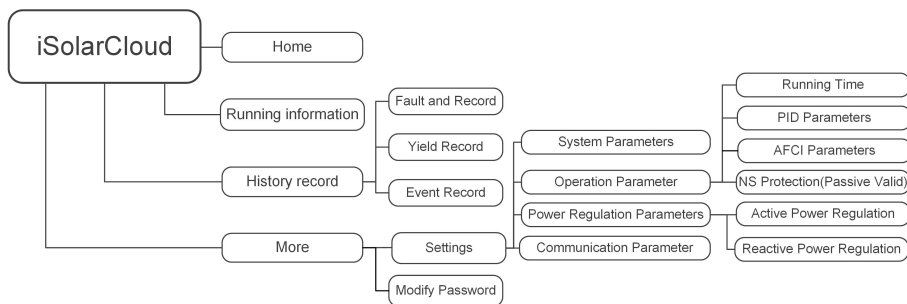 iSolarCloud
Home
Running information
History record
Fault and Record
Yield Record
Event Record
More
Settings
Modify Password
System Parameters
Operation Parameter
Power Regulation Parameters
Communication Parameter
Running Time
PID Parameters
AFCI Parameters
NS Protection(Passive Valid)
Active Power Regulation
Reactive Power Regulation